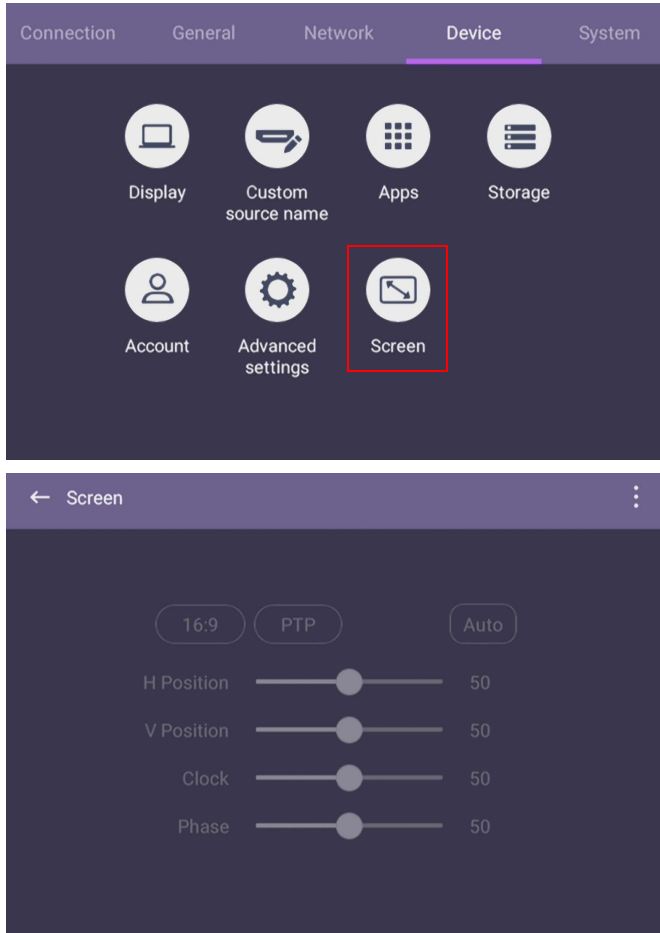 Connection General Network Device System
Display Custom source name Apps Storage
Account Advanced settings Screen
← Screen
16:9 PTP Auto
H Position 50
V Position 50
Clock 50
Phase 50